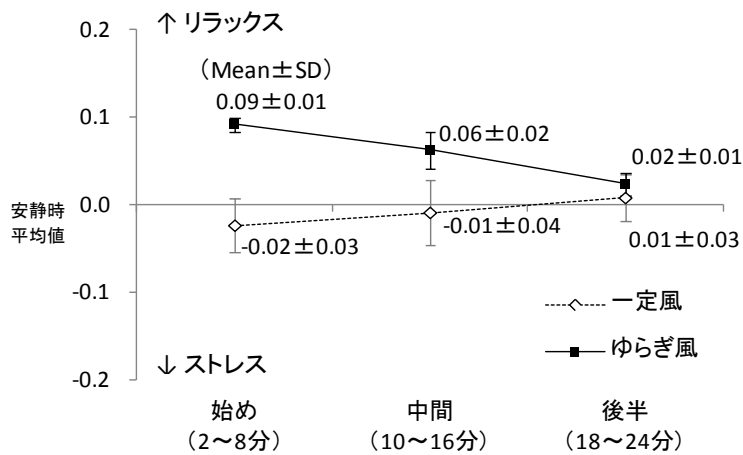 0.2
↑ リラックス
（Mean±SD）
0.09±0.01
0.1
0.06±0.02
0.02±0.01
安静時
平均値
0.0
-0.02±0.03
-0.01±0.04
0.01±0.03
-0.1
一定風
ゆらぎ風
↓ ストレス
-0.2
始め
（2～8分）
中間
（10～16分）
後半
（18～24分）